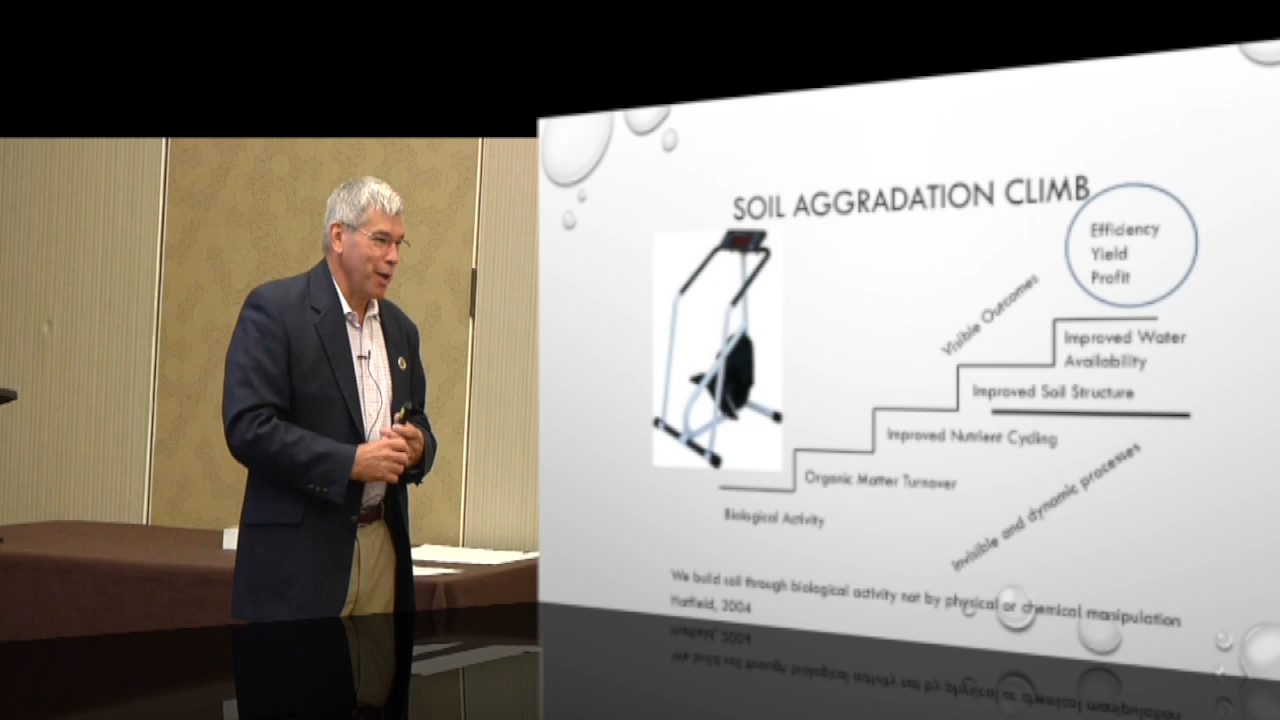 SOIL AGGRADATION CLIMB
Efficiency
Yield
Profit
Visible Outcomes
Improved Water
Availability
Improved Soil Structure
Improved Nutrient Cycling
Organic Matter Turnover
Biological Activity
Invisible and dynamic processes
We build soil through biological activity not by physical or chemical manipulation
Hatfield, 2004